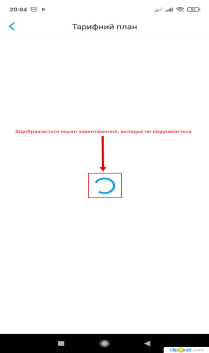 20:04
Тарифний план
Відображається екран завантаження, вкладка не відкривається